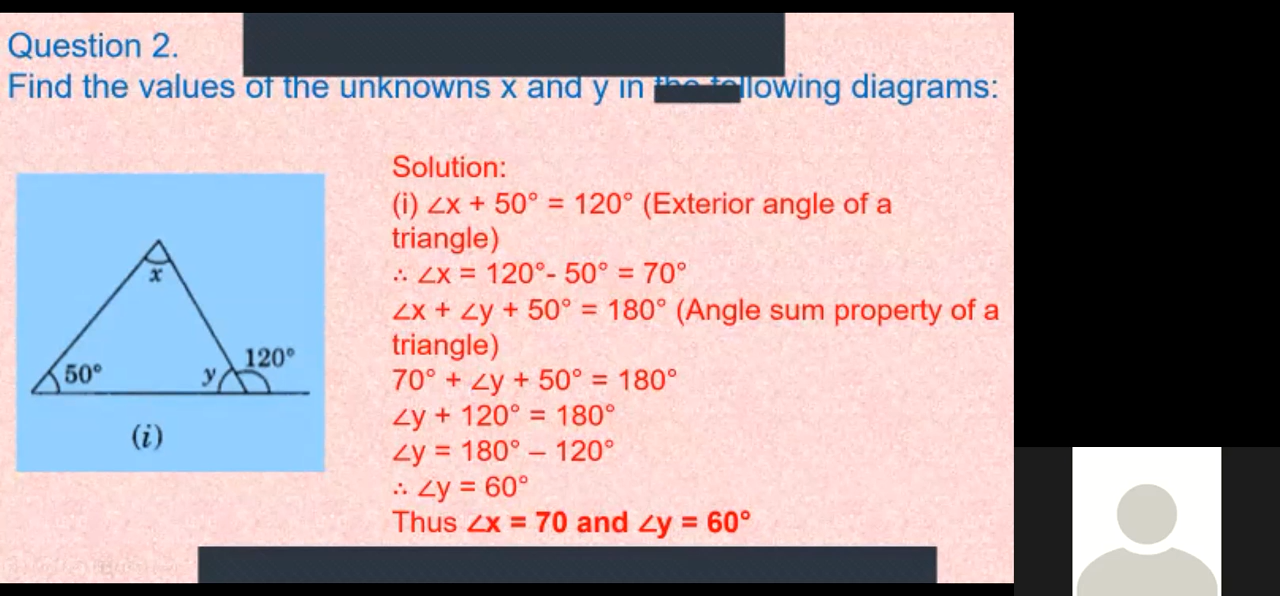 Question 2.
Find the values of the unknowns x and y in llowing diagrams:
Solution:
(i) ∠x + 50° = 120° (Exterior angle of a
triangle)
∴ ∠x = 120°- 50° = 70°
∠x + ∠y + 50° = 180° (Angle sum property of a
triangle)
70° + ∠y + 50° = 180°
∠y + 120° = 180°
∠y = 180° – 120°
∴ ∠y = 60°
Thus ∠x = 70 and ∠y = 60°
x
50°
y
120°
(i)